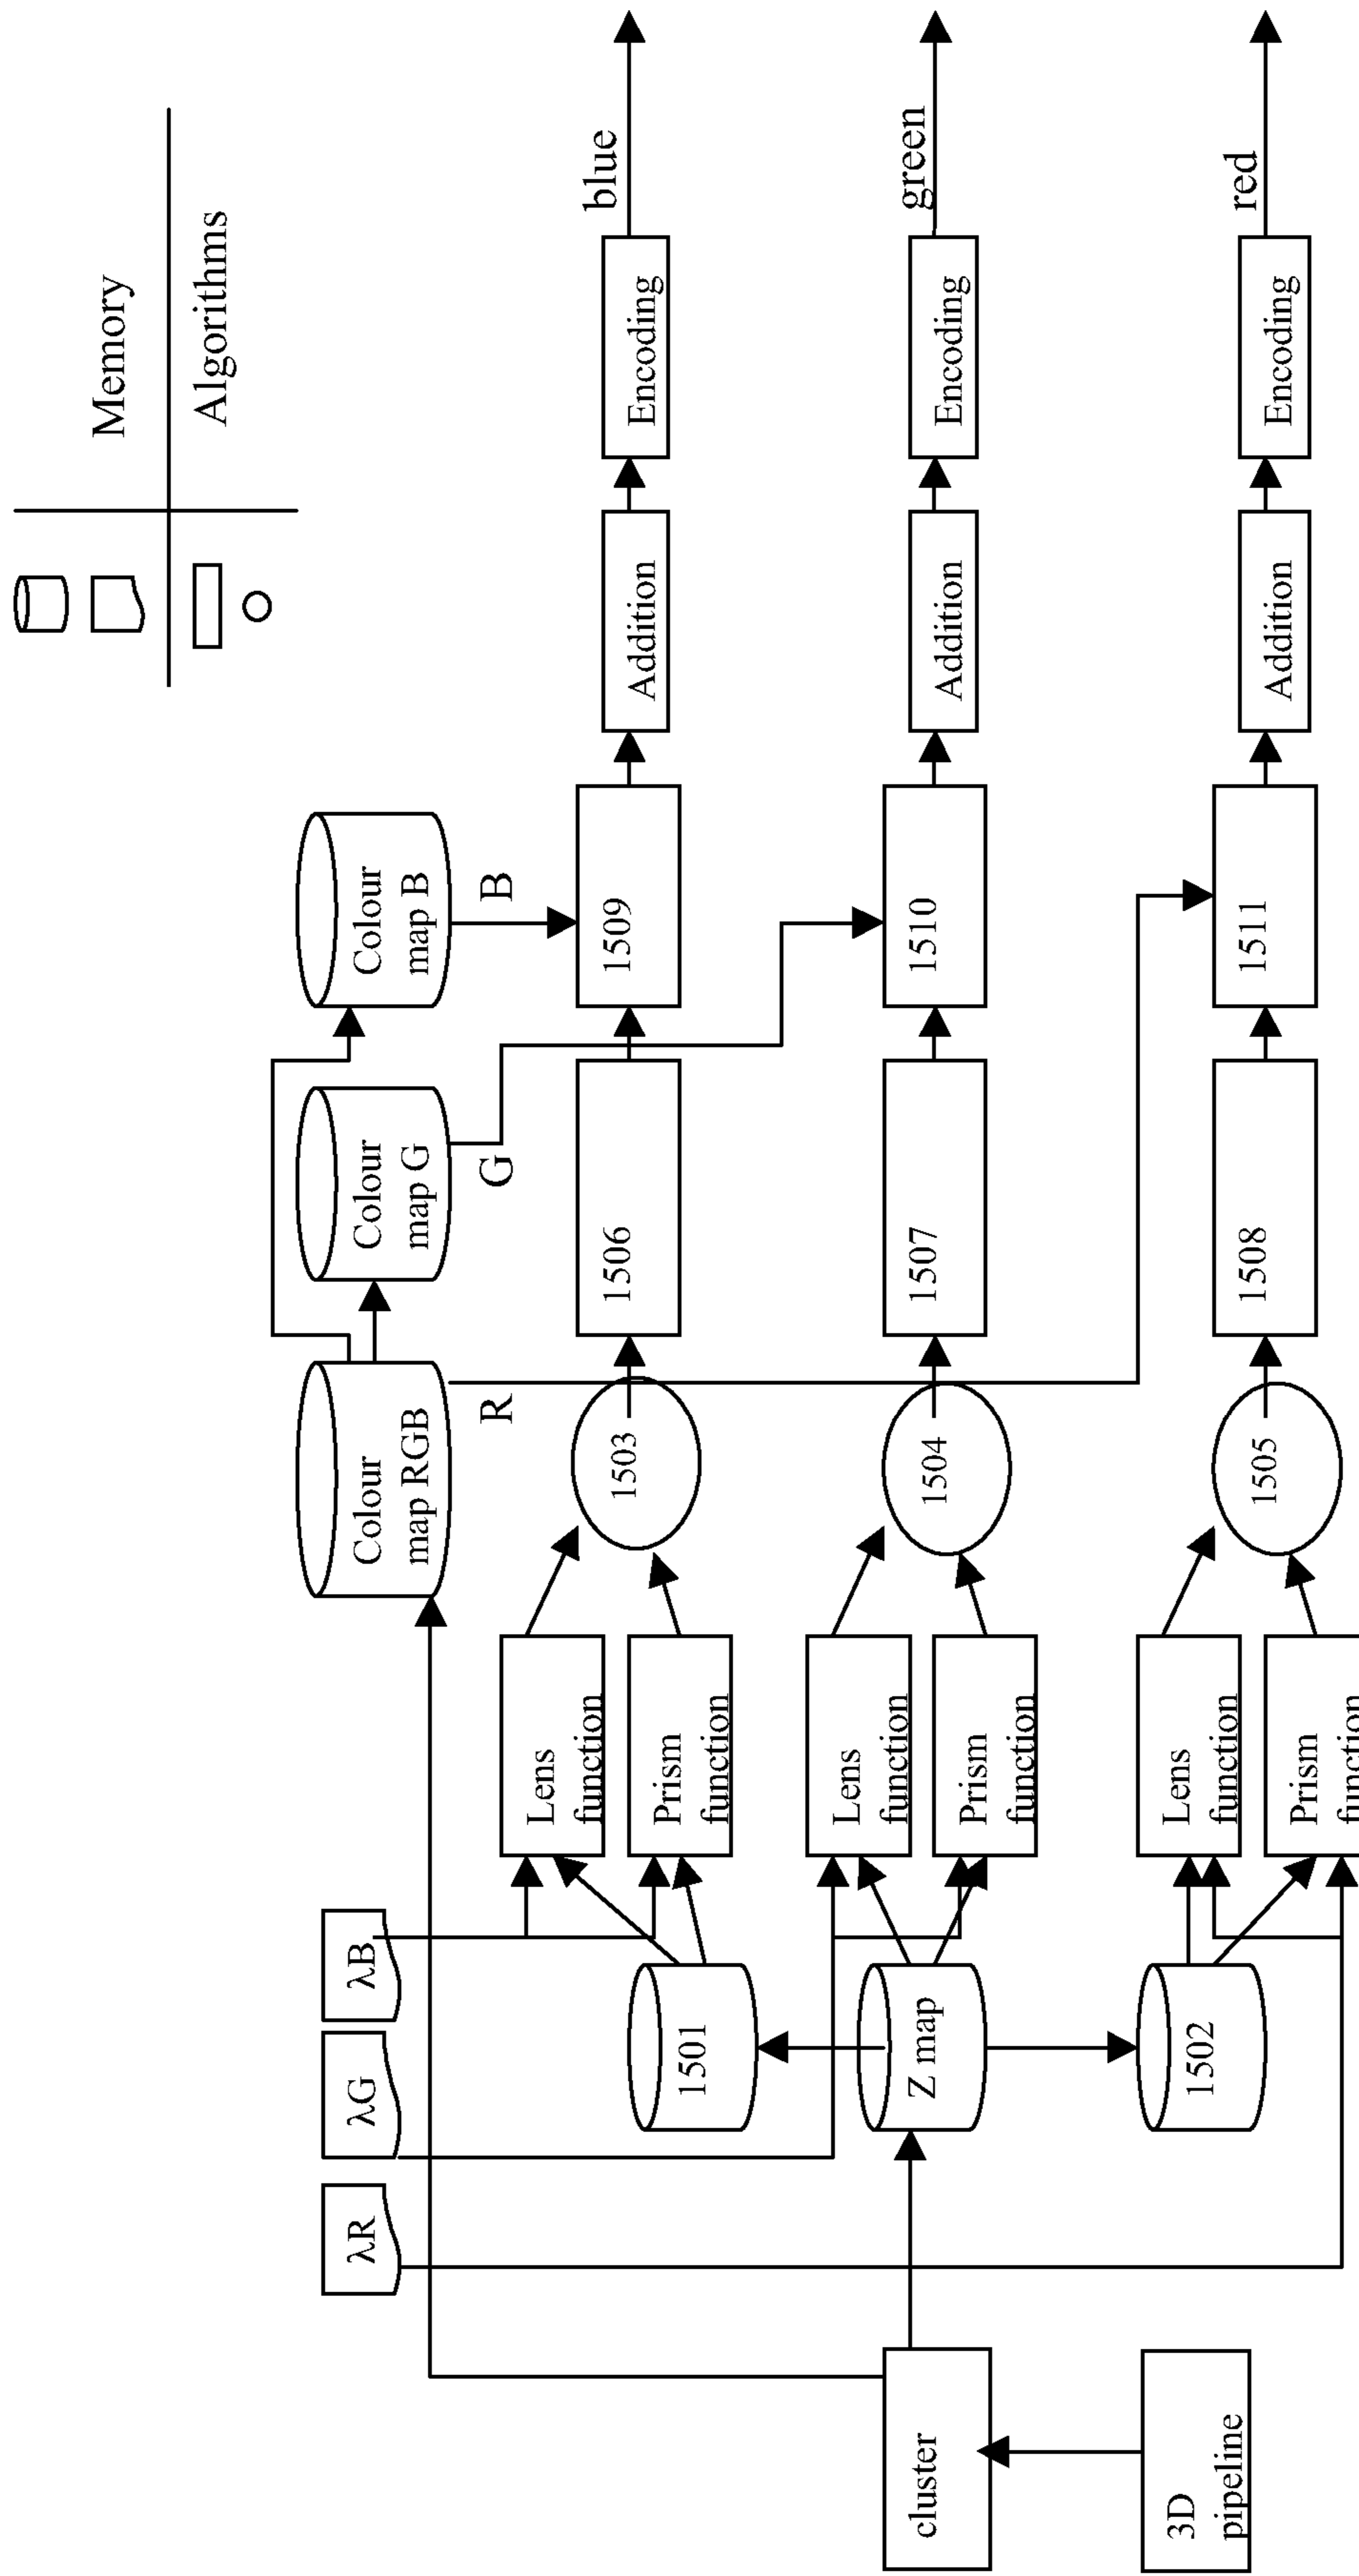 Memory
Algorithms
λR
λG
λB
Colour
map RGB
Colour
map G
Colour
map B
R
G
B
Lens
function
Prism
function
1501
1503
1506
1509
Addition
Encoding
blue
cluster
Z map
Lens
function
Prism
function
1504
1507
1510
Addition
Encoding
green
3D
pipeline
1502
Lens
function
Prism
function
1505
1508
1511
Addition
Encoding
red